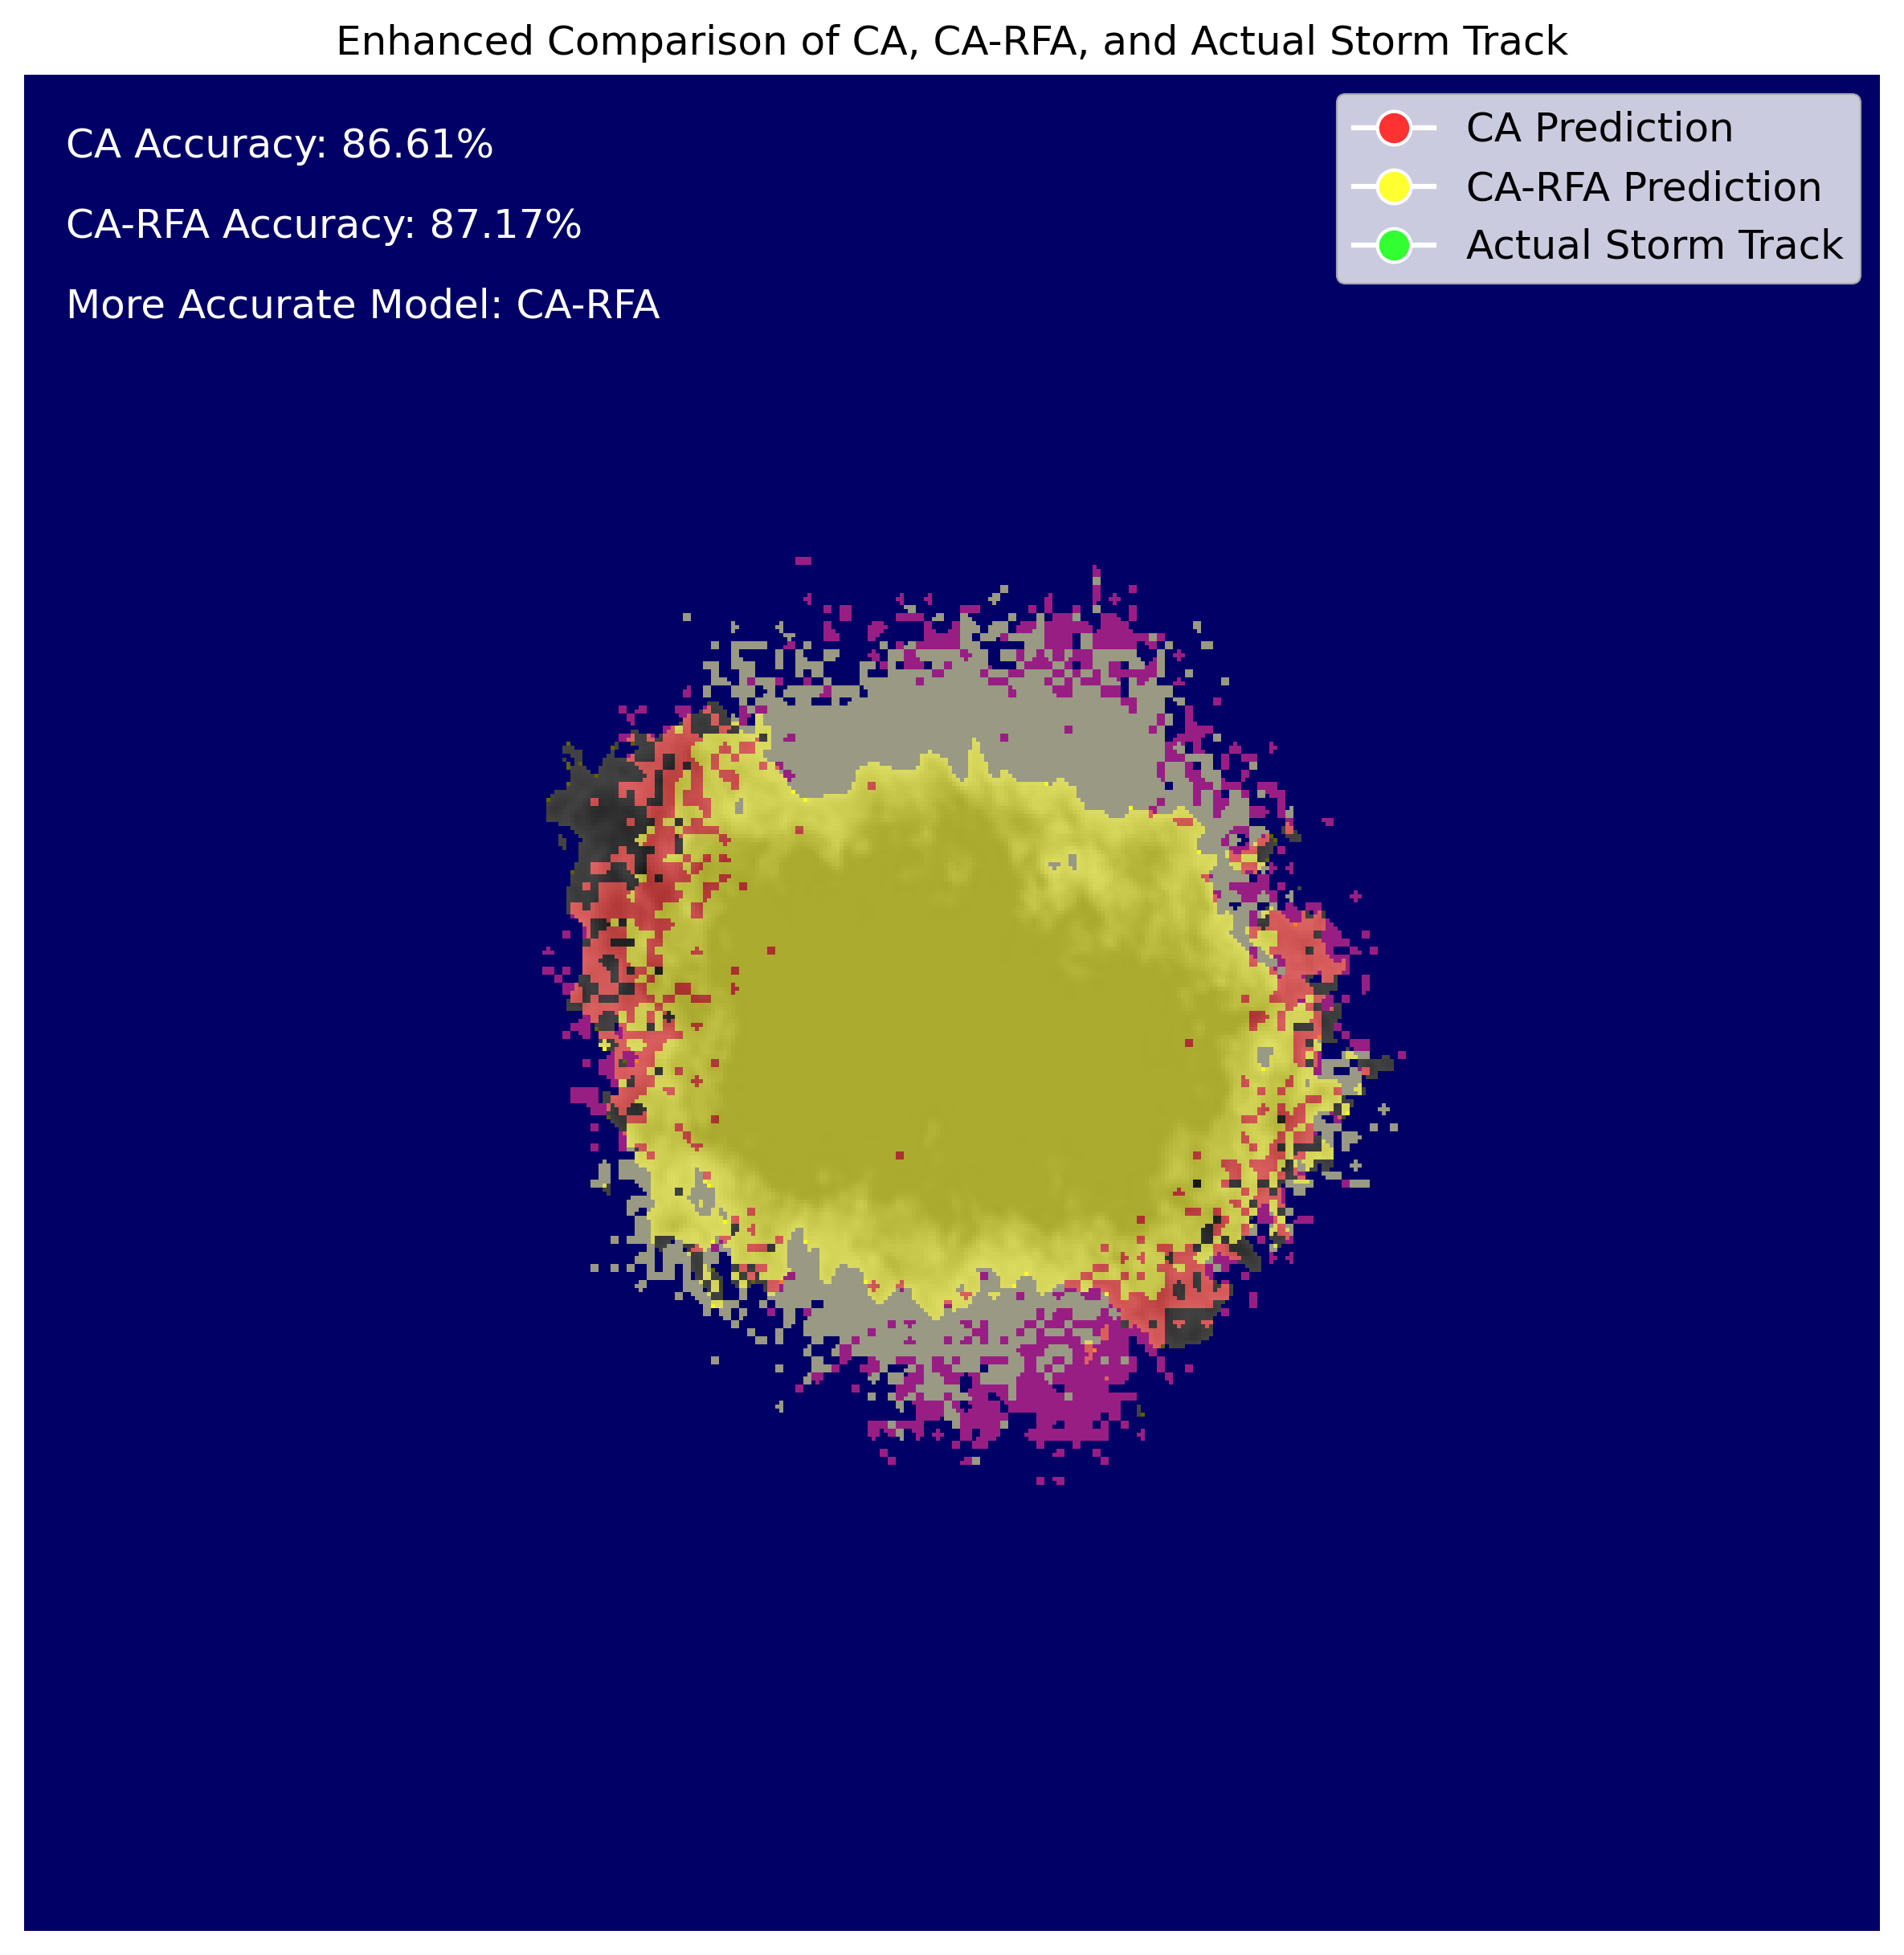 Enhanced Comparison of CA, CA-RFA, and Actual Storm Track
CA Accuracy: 86.61%
CA-RFA Accuracy: 87.17%
More Accurate Model: CA-RFA
CA Prediction
CA-RFA Prediction
Actual Storm Track